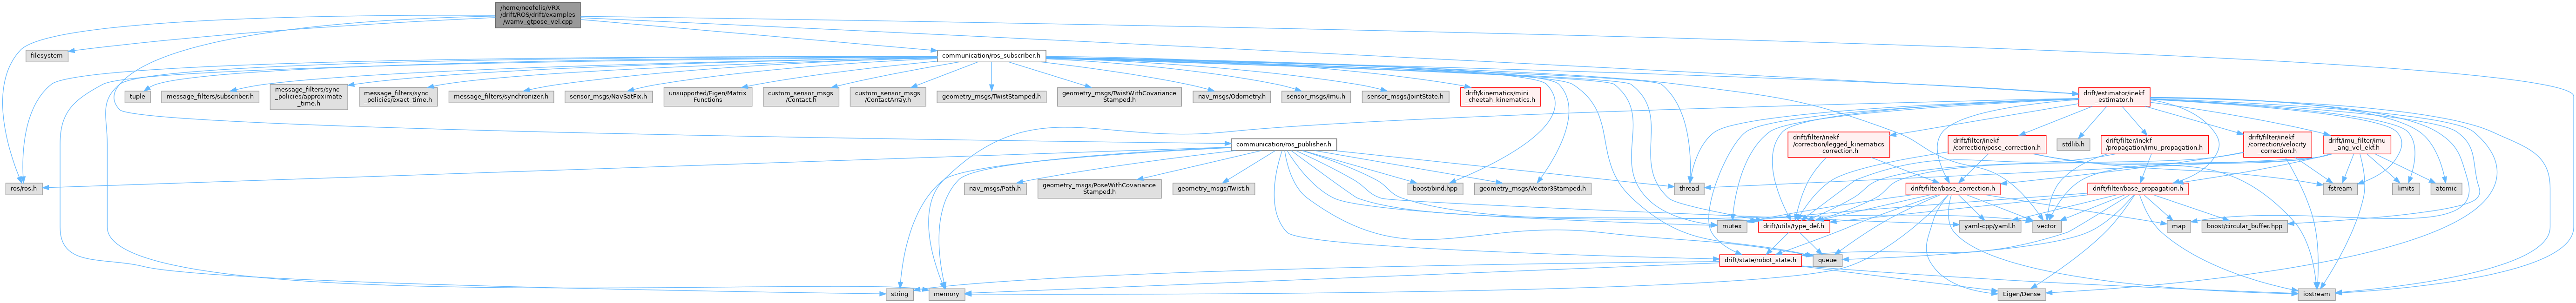 /home/neofelis/VRX
/drift/ROS/drift/examples
/wamv_gtpose_vel.cpp
filesystem
communication/ros_subscriber.h
tuple
message_filters/subscriber.h
message_filters/sync
_policies/approximate
_time.h
message_filters/sync
_policies/exact_time.h
message_filters/synchronizer.h
sensor_msgs/NavSatFix.h
unsupported/Eigen/Matrix
Functions
custom_sensor_msgs
/Contact.h
custom_sensor_msgs
/ContactArray.h
geometry_msgs/TwistStamped.h
geometry_msgs/TwistWithCovariance
Stamped.h
nav_msgs/Odometry.h
sensor_msgs/Imu.h
sensor_msgs/JointState.h
drift/kinematics/mini
_cheetah_kinematics.h
drift/estimator/inekf
_estimator.h
communication/ros_publisher.h
drift/filter/inekf
/correction/legged_kinematics
_correction.h
drift/filter/inekf
/correction/pose_correction.h
stdlib.h
drift/filter/inekf
/propagation/imu_propagation.h
drift/filter/inekf
/correction/velocity
_correction.h
drift/imu_filter/imu
_ang_vel_ekf.h
ros/ros.h
nav_msgs/Path.h
geometry_msgs/PoseWithCovariance
Stamped.h
geometry_msgs/Twist.h
boost/bind.hpp
geometry_msgs/Vector3Stamped.h
thread
drift/filter/base_correction.h
drift/filter/base_propagation.h
fstream
limits
atomic
mutex
drift/utils/type_def.h
yaml-cpp/yaml.h
vector
map
boost/circular_buffer.hpp
drift/state/robot_state.h
queue
string
memory
Eigen/Dense
iostream